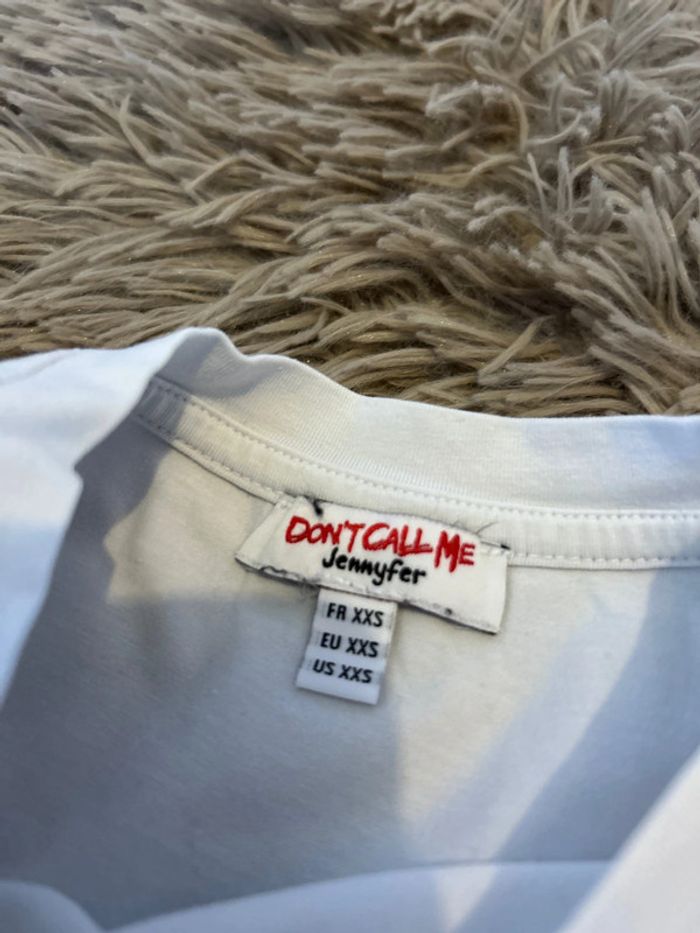 DON'T CALL ME
Jennyfer
FR XXS
EU XXS
US XXS